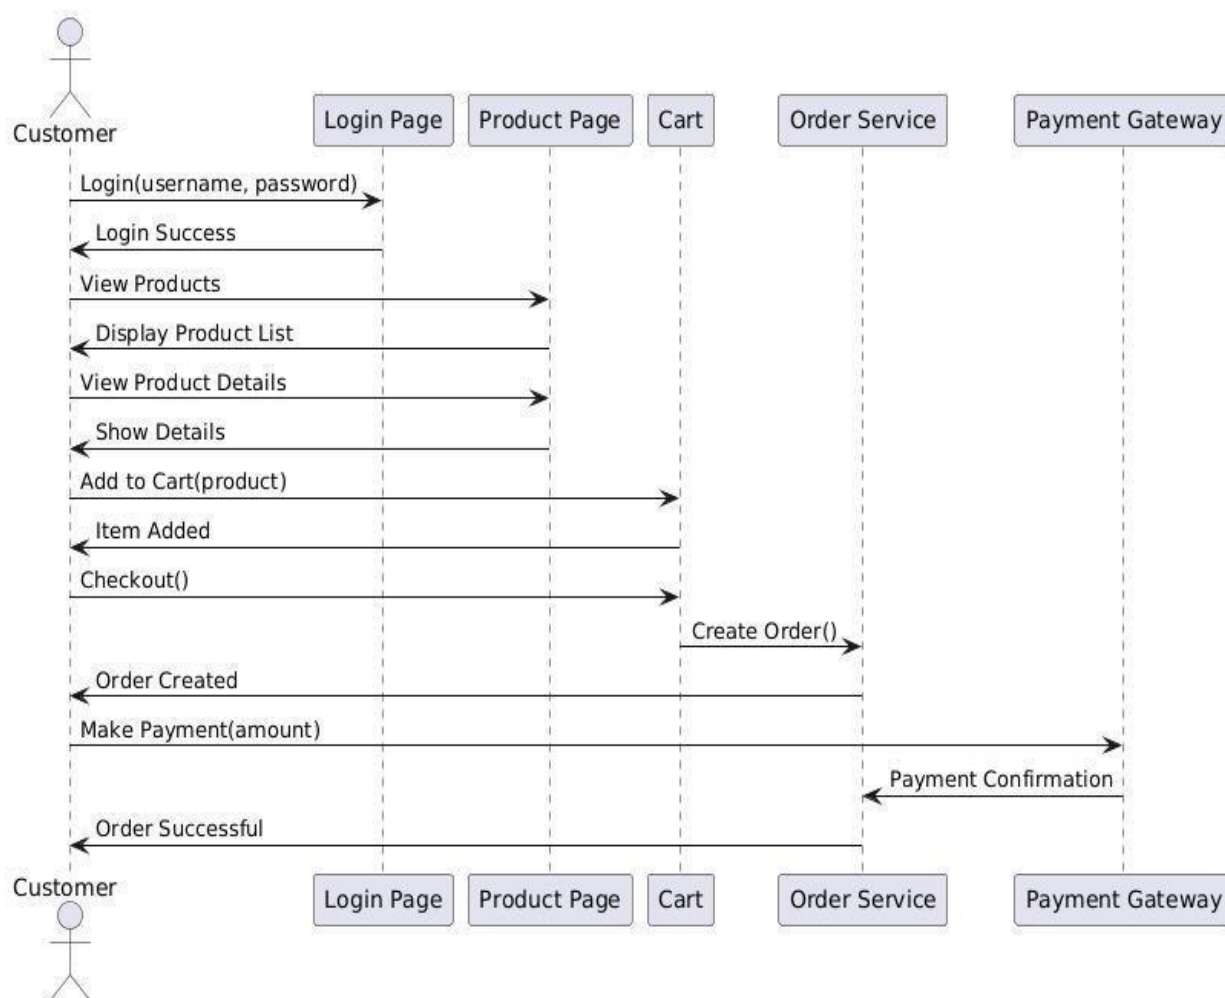 Customer
Login Page
Product Page
Cart
Order Service
Payment Gateway
Login(username, password)
Login Success
View Products
Display Product List
View Product Details
Show Details
Add to Cart(product)
Item Added
Checkout()
Create Order()
Order Created
Make Payment(amount)
Payment Confirmation
Order Successful
Customer
Login Page
Product Page
Cart
Order Service
Payment Gateway